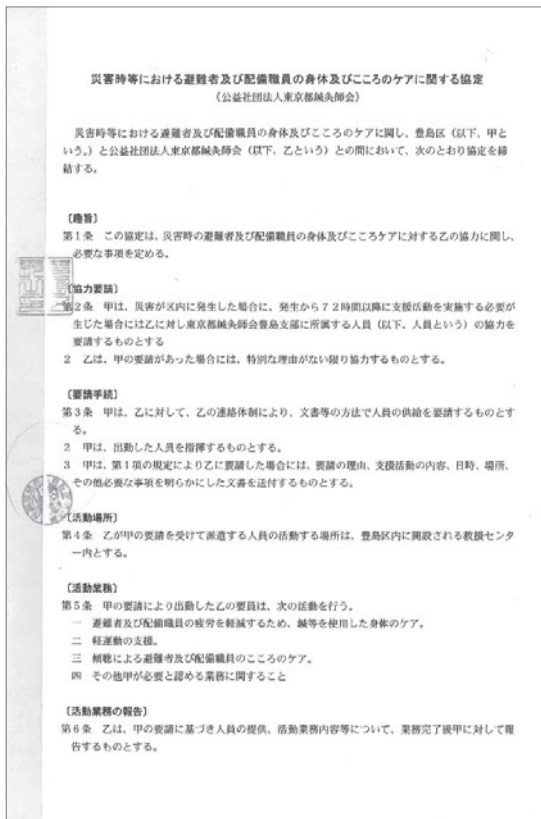 災害時等における避難者及び配備職員の身体及びこころのケアに関する協定
（公益社団法人東京都鍼灸師会）
災害時等における避難者及び配備職員の身体及びこころのケアに関し、豊島区（以下、甲と
いう。）と公益社団法人東京都鍼灸師会（以下、乙という）との間において、次のとおり協定を締
結する。
〔趣旨〕
第１条　この協定は、災害時の避難者及び配備職員の身体及びこころケアに対する乙の協力に関し、
必要な事項を定める。
〔協力要請〕
第２条　甲は、災害が区内に発生した場合に、発生から７２時間以降に支援活動を実施する必要が
生じた場合には乙に対し東京都鍼灸師会豊島支部に所属する人員（以下、人員という）の協力を
要請するものとする
２　乙は、甲の要請があった場合には、特別な理由がない限り協力するものとする。
〔要請手続〕
第３条　甲は、乙に対して、乙の連絡体制により、文書等の方法で人員の供給を要請するものとす
る。
２　甲は、出動した人員を指揮するものとする。
３　甲は、第１項の規定により乙に要請した場合には、要請の理由、支援活動の内容、日時、場所、
その他必要な事項を明らかにした文書を送付するものとする。
〔活動場所〕
第４条　乙が甲の要請を受けて派遣する人員の活動する場所は、豊島区内に開設される救援センタ
ー内とする。
〔活動業務〕
第５条　甲の要請により出動した乙の要員は、次の活動を行う。
一　避難者及び配備職員の疲労を軽減するため、鍼等を使用した身体のケア。
二　軽運動の支援。
三　傾聴による避難者及び配備職員のこころのケア。
四　その他甲が必要と認める業務に関すること
〔活動業務の報告〕
第６条　乙は、甲の要請に基づき人員の提供、活動業務内容等について、業務完了後甲に対して報
告するものとする。